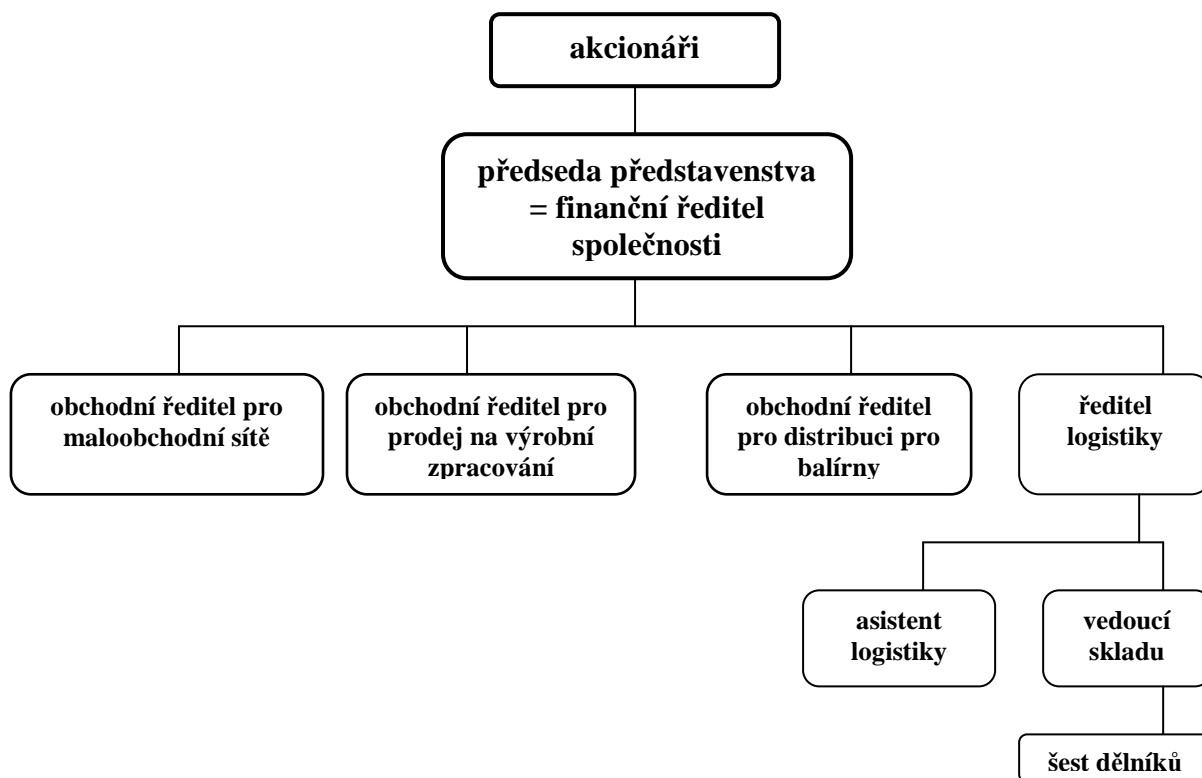 akcionáři
předseda představenstva
= finanční ředitel
společnosti
obchodní ředitel pro
maloobchodní sítě
obchodní ředitel pro
prodej na výrobní
zpracování
obchodní ředitel
pro distribuci pro
balírny
ředitel
logistiky
asistent
logistiky
vedoucí
skladu
šest dělníků